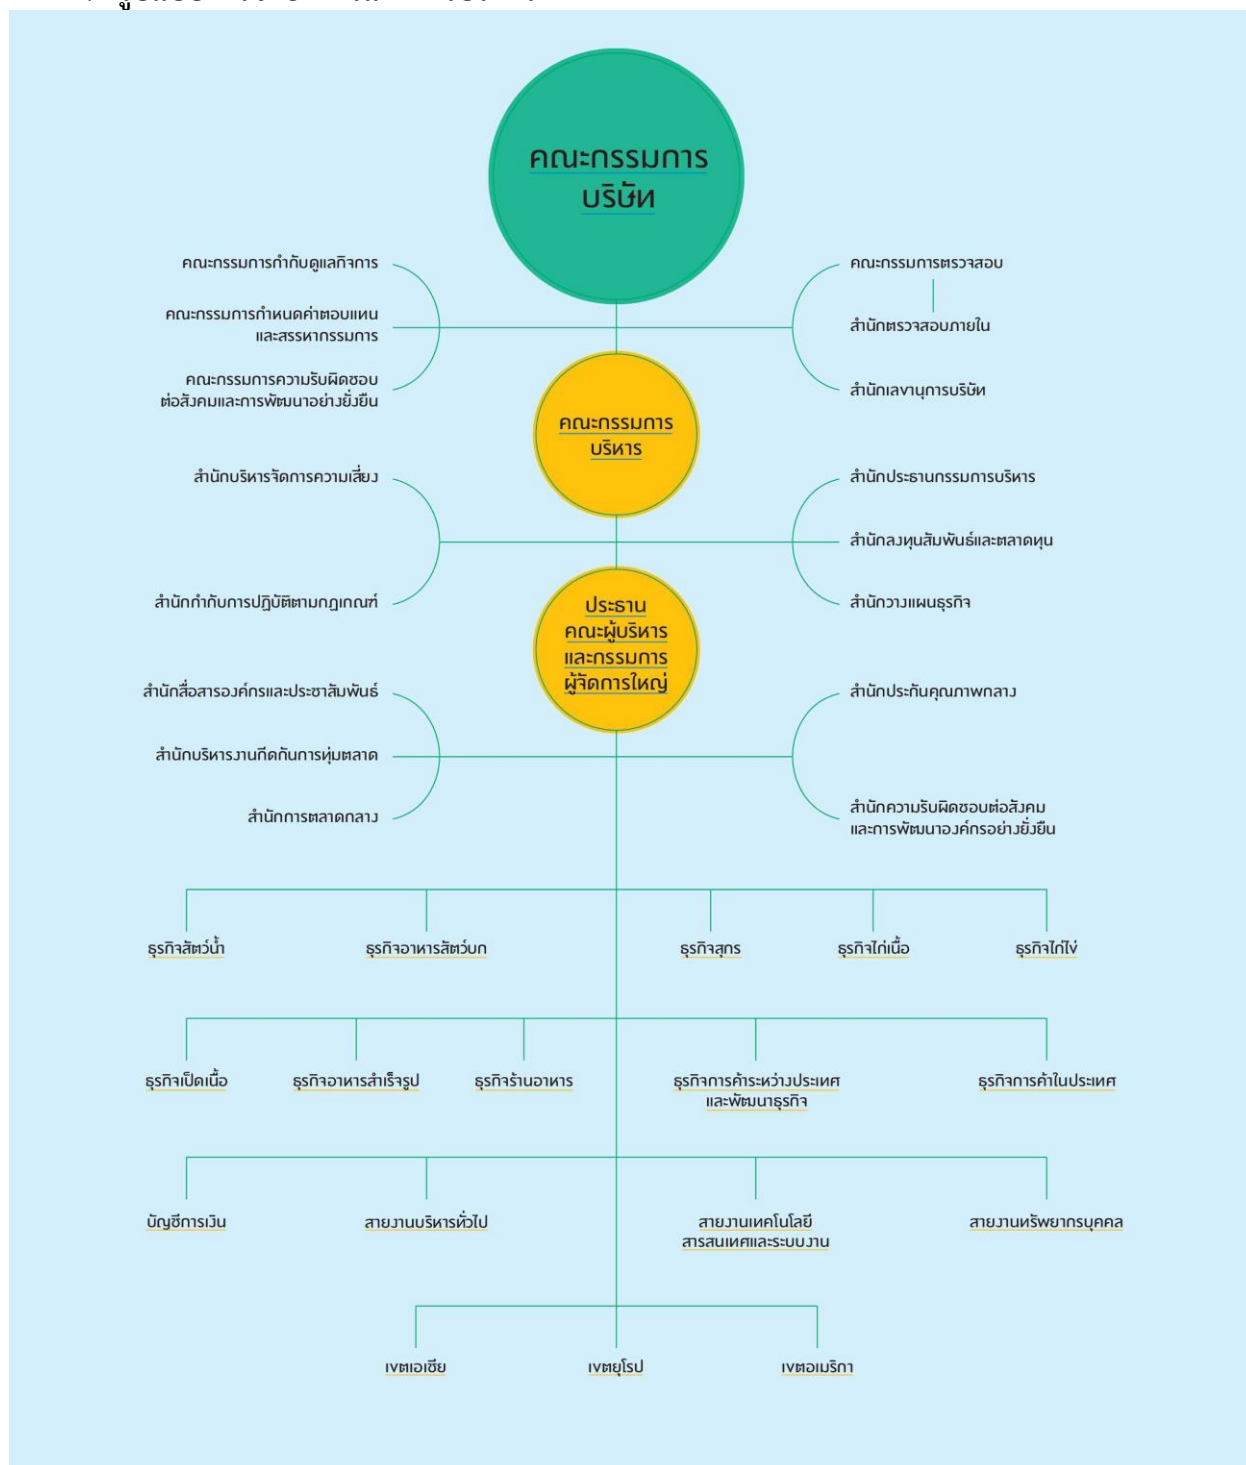 คณะกรรมการ
บริษัท
คณะกรรมการกำกับดูแลกิจการ
คณะกรรมการกำหนดค่าตอบแทน
และสรรหากรรมการ
คณะกรรมการความรับผิดชอบ
ต่อสังคมและการพัฒนาอย่างยั่งยืน
คณะกรรมการตรวจสอบ
สำนักตรวจสอบภายใน
สำนักเลขานุการบริษัท
คณะกรรมการ
บริหาร
สำนักบริหารจัดการความเสี่ยง
สำนักกำกับการปฏิบัติตามกฎเกณฑ์
สำนักประธานกรรมการบริหาร
สำนักลงทุนสัมพันธ์และตลาดทุน
สำนักวางแผนธุรกิจ
ประธาน
คณะผู้บริหาร
และกรรมการ
ผู้จัดการใหญ่
สำนักสื่อสารองค์กรและประชาสัมพันธ์
สำนักบริหารงานกีดกันการทุ่มตลาด
สำนักการตลาดกลาง
สำนักประกันคุณภาพกลาง
สำนักความรับผิดชอบต่อสังคม
และการพัฒนาองค์กรอย่างยั่งยืน
ธุรกิจสัตว์น้ำ
ธุรกิจอาหารสัตว์บก
ธุรกิจสุกร
ธุรกิจไก่เนื้อ
ธุรกิจไก่ไข่
ธุรกิจเป็ดเนื้อ
ธุรกิจอาหารสำเร็จรูป
ธุรกิจร้านอาหาร
ธุรกิจการค้าระหว่างประเทศ
และพัฒนาธุรกิจ
ธุรกิจการค้าในประเทศ
บัญชีการเงิน
สายงานบริหารทั่วไป
สายงานเทคโนโลยี
สารสนเทศและระบบงาน
สายงานทรัพยากรบุคคล
เขตเอเชีย
เขตยุโรป
เขตอเมริกา